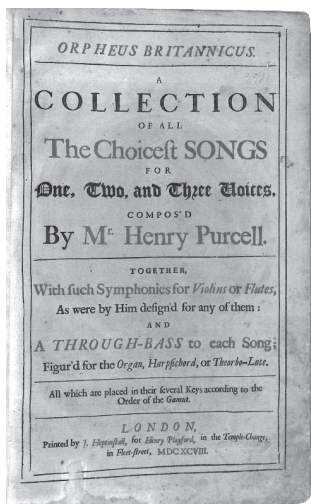 ORPHEUS BRITANNICUS.
A
COLLECTION
OF ALL
The Choiceſt SONGS
FOR
One, Two, and Three Voices,
COMPOS'D
By Mr. Henry Purcell.
TOGETHER,
With ſuch Symphonies for Violins or Flutes,
As were by Him deſign'd for any of them:
AND
A THROUGH-BASS to each Song;
Figur'd for the Organ, Harpſichord, or Theorbo-Lute.
All which are placed in their ſeveral Keys according to the
Order of the Gamut.
LONDON,
Printed by J. Heptinſtall, for Henry Playford, in the Temple-Change,
in Fleet-ſtreet, MDCXCVIII.